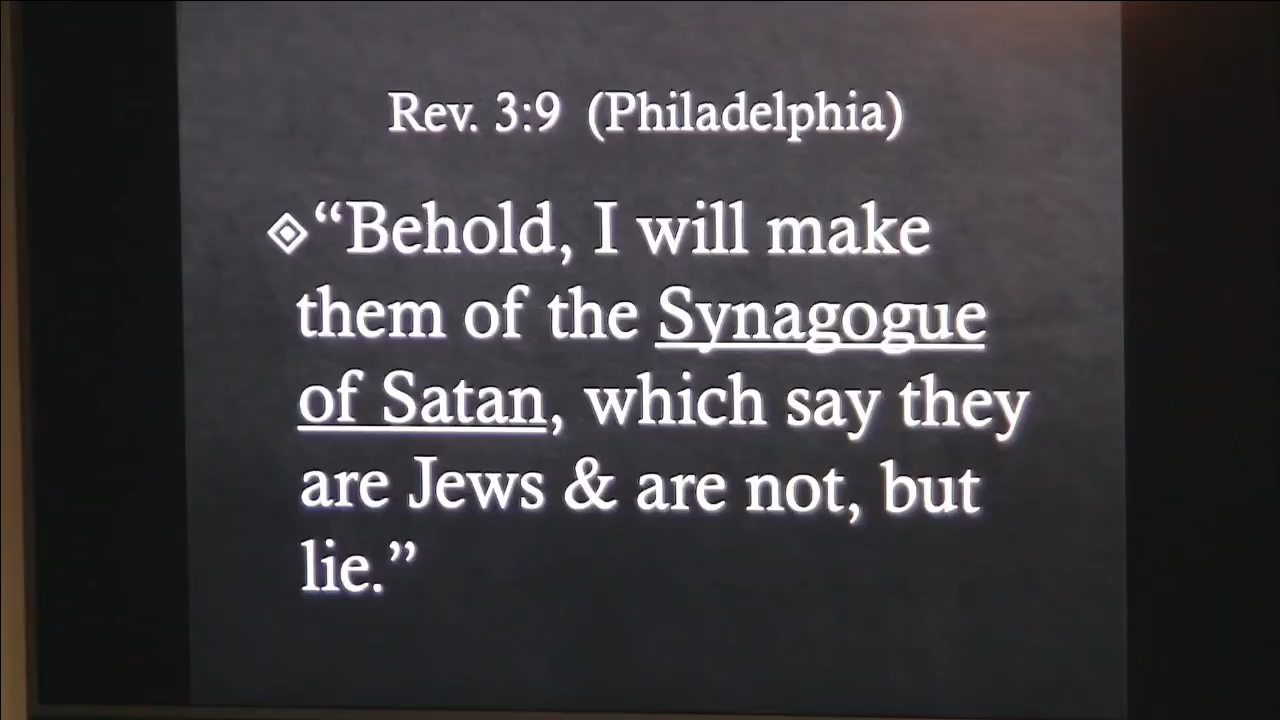 Rev. 3:9 (Philadelphia)
“Behold, I will make
them of the Synagogue
of Satan, which say they
are Jews & are not, but
lie.”